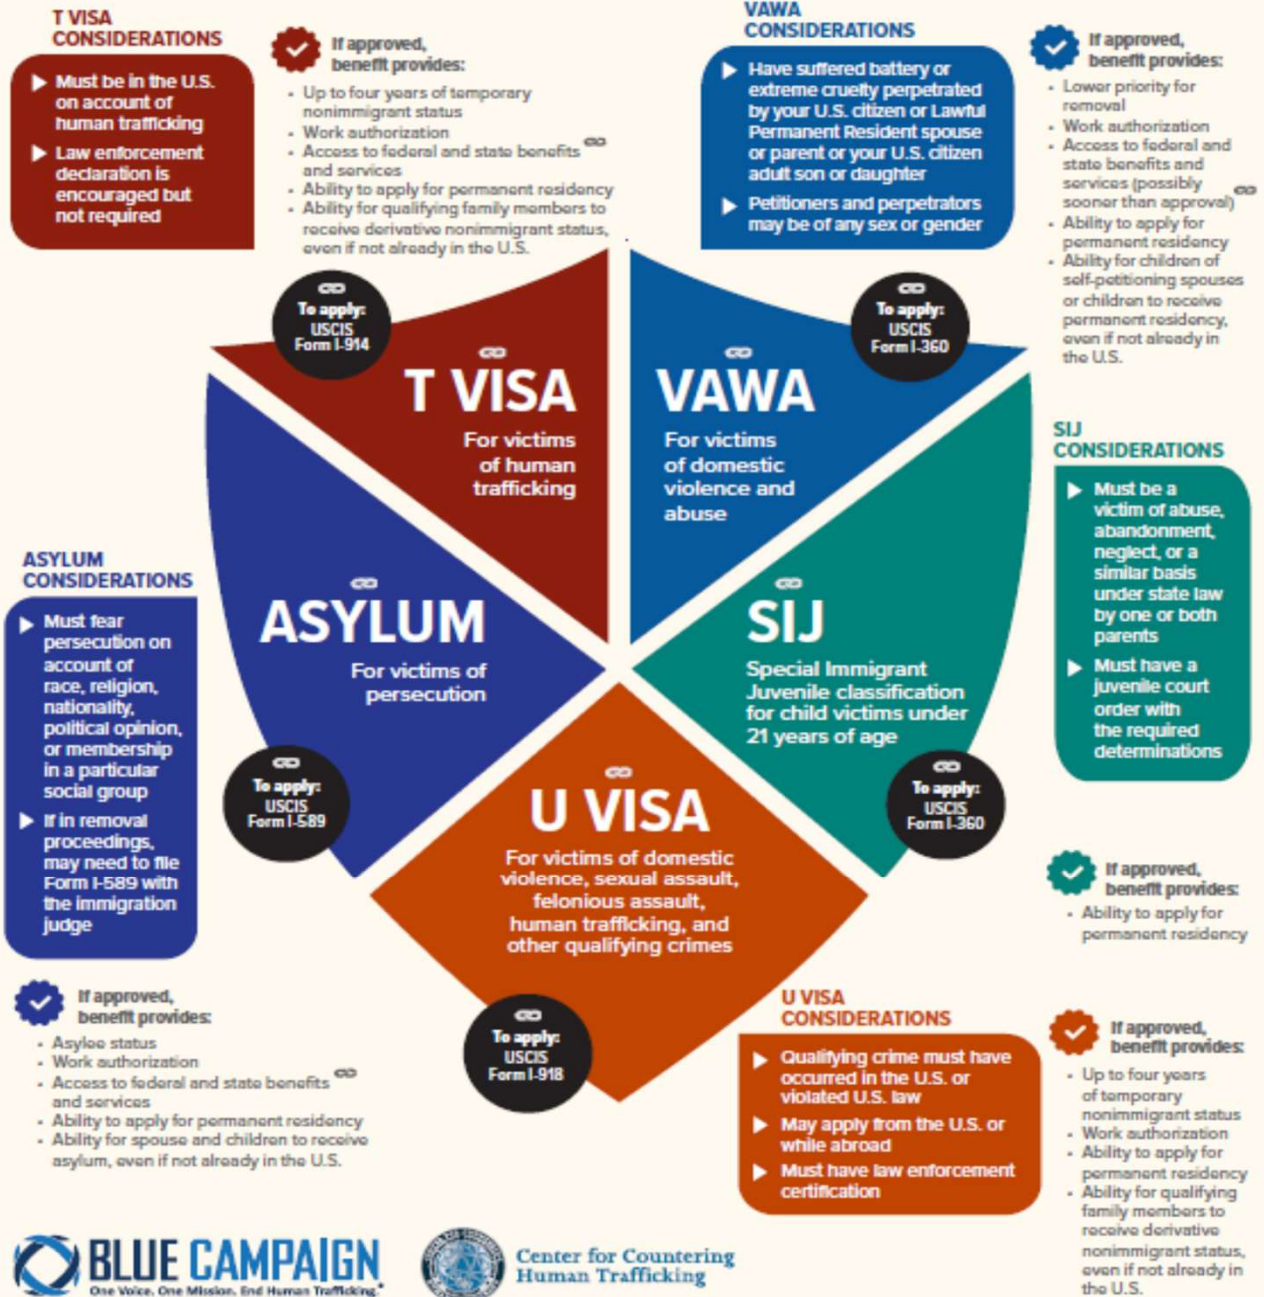 T VISA
CONSIDERATIONS
Must be in the U.S.
on account of
human trafficking
Law enforcement
declaration is
encouraged but
not required
If approved,
benefit provides:
• Up to four years of temporary
nonimmigrant status
• Work authorization
• Access to federal and state benefits
and services
• Ability to apply for permanent residency
• Ability for qualifying family members to
receive derivative nonimmigrant status,
even if not already in the U.S.
VAWA
CONSIDERATIONS
Have suffered battery or
extreme cruelty perpetrated
by your U.S. citizen or Lawful
Permanent Resident spouse
or parent or your U.S. citizen
adult son or daughter
Petitioners and perpetrators
may be of any sex or gender
If approved,
benefit provides:
• Lower priority for
removal
• Work authorization
• Access to federal and
state benefits and
services (possibly
sooner than approval)
• Ability to apply for
permanent residency
• Ability for children of
self-petitioning spouses
or children to receive
permanent residency,
even if not already in
the U.S.
To apply:
USCIS
Form I-914
T VISA
For victims
of human
trafficking
To apply:
USCIS
Form I-360
VAWA
For victims
of domestic
violence and
abuse
SIJ
CONSIDERATIONS
Must be a
victim of abuse,
abandonment,
neglect, or a
similar basis
under state law
by one or both
parents
Must have a
juvenile court
order with
the required
determinations
ASYLUM
CONSIDERATIONS
Must fear
persecution on
account of
race, religion,
nationality,
political opinion,
or membership
in a particular
social group
If in removal
proceedings,
may need to file
Form I-589 with
the immigration
judge
ASYLUM
For victims of
persecution
To apply:
USCIS
Form I-589
SIJ
Special Immigrant
Juvenile classification
for child victims under
21 years of age
To apply:
USCIS
Form I-360
If approved,
benefit provides:
• Ability to apply for
permanent residency
U VISA
For victims of domestic
violence, sexual assault,
felonious assault,
human trafficking, and
other qualifying crimes
To apply:
USCIS
Form I-918
If approved,
benefit provides:
• Asylee status
• Work authorization
• Access to federal and state benefits
and services
• Ability to apply for permanent residency
• Ability for spouse and children to receive
asylum, even if not already in the U.S.
U VISA
CONSIDERATIONS
Qualifying crime must have
occurred in the U.S. or
violated U.S. law
May apply from the U.S. or
while abroad
Must have law enforcement
certification
If approved,
benefit provides:
• Up to four years
of temporary
nonimmigrant status
• Work authorization
• Ability to apply for
permanent residency
• Ability for qualifying
family members to
receive derivative
nonimmigrant status,
even if not already in
the U.S.
BLUE CAMPAIGN
One Voice. One Mission. End Human Trafficking.®
Center for Countering
Human Trafficking